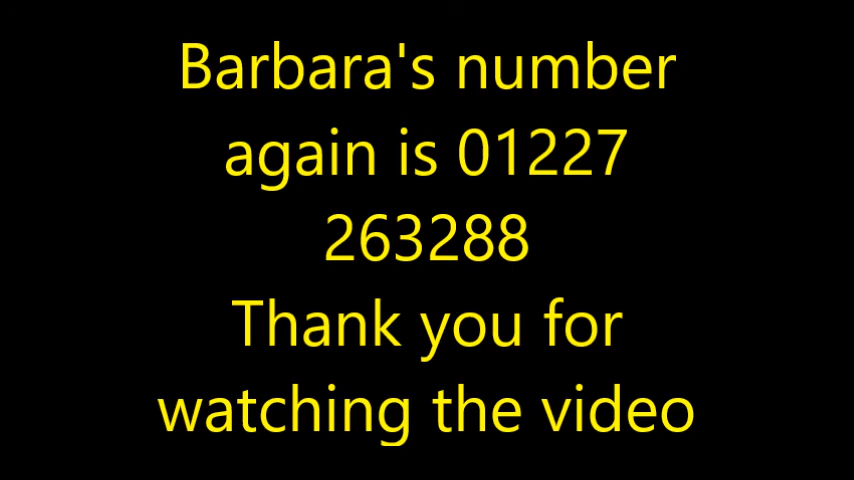 Barbara's number
again is 01227
263288
Thank you for
watching the video